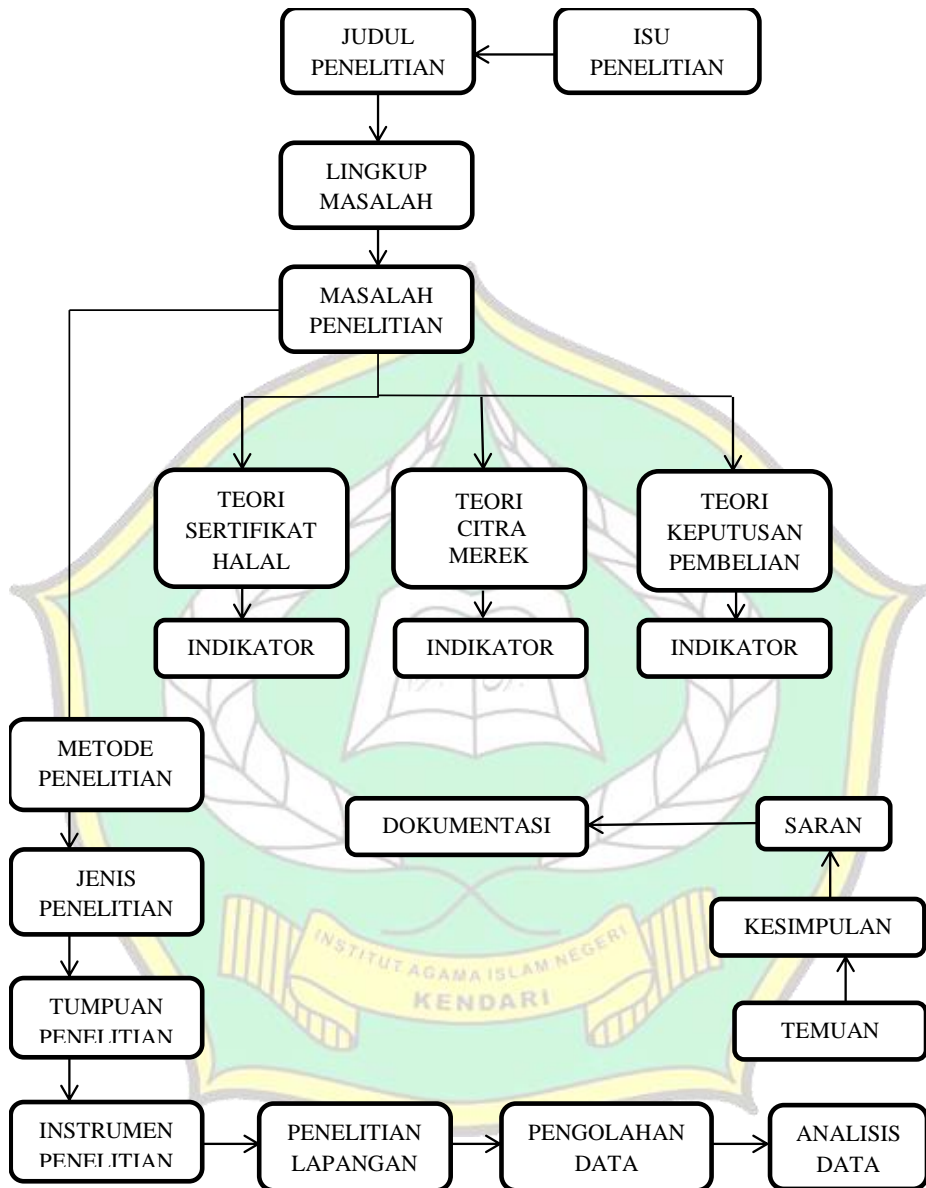 JUDUL
PENELITIAN
ISU
PENELITIAN
LINGKUP
MASALAH
MASALAH
PENELITIAN
TEORI
SERTIFIKAT
HALAL
TEORI
CITRA
MEREK
TEORI
KEPUTUSAN
PEMBELIAN
INDIKATOR
INDIKATOR
INDIKATOR
METODE
PENELITIAN
DOKUMENTASI
SARAN
JENIS
PENELITIAN
KESIMPULAN
INSTITUT AGAMA ISLAM NEGERI
KENDARI
TUMPUAN
PENELITIAN
TEMUAN
INSTRUMEN
PENELITIAN
PENELITIAN
LAPANGAN
PENGOLAHAN
DATA
ANALISIS
DATA